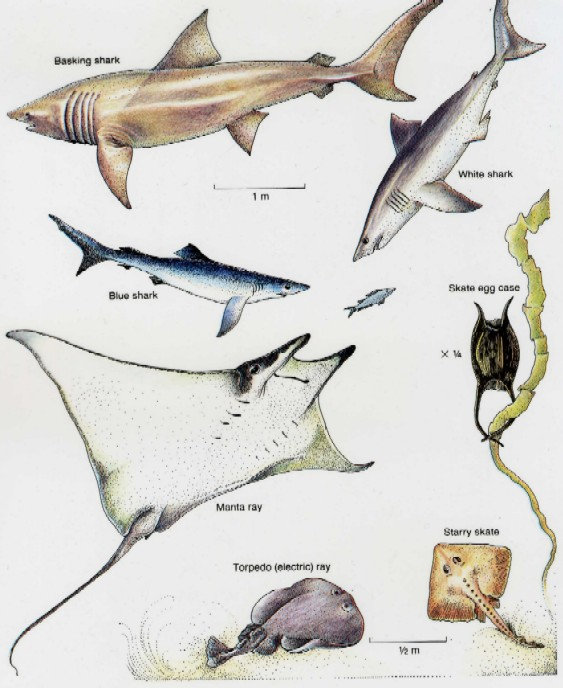 Basking shark
White shark
1 m
Blue shark
Skate egg case
× ¼
Manta ray
Starry skate
Torpedo (electric) ray
½ m